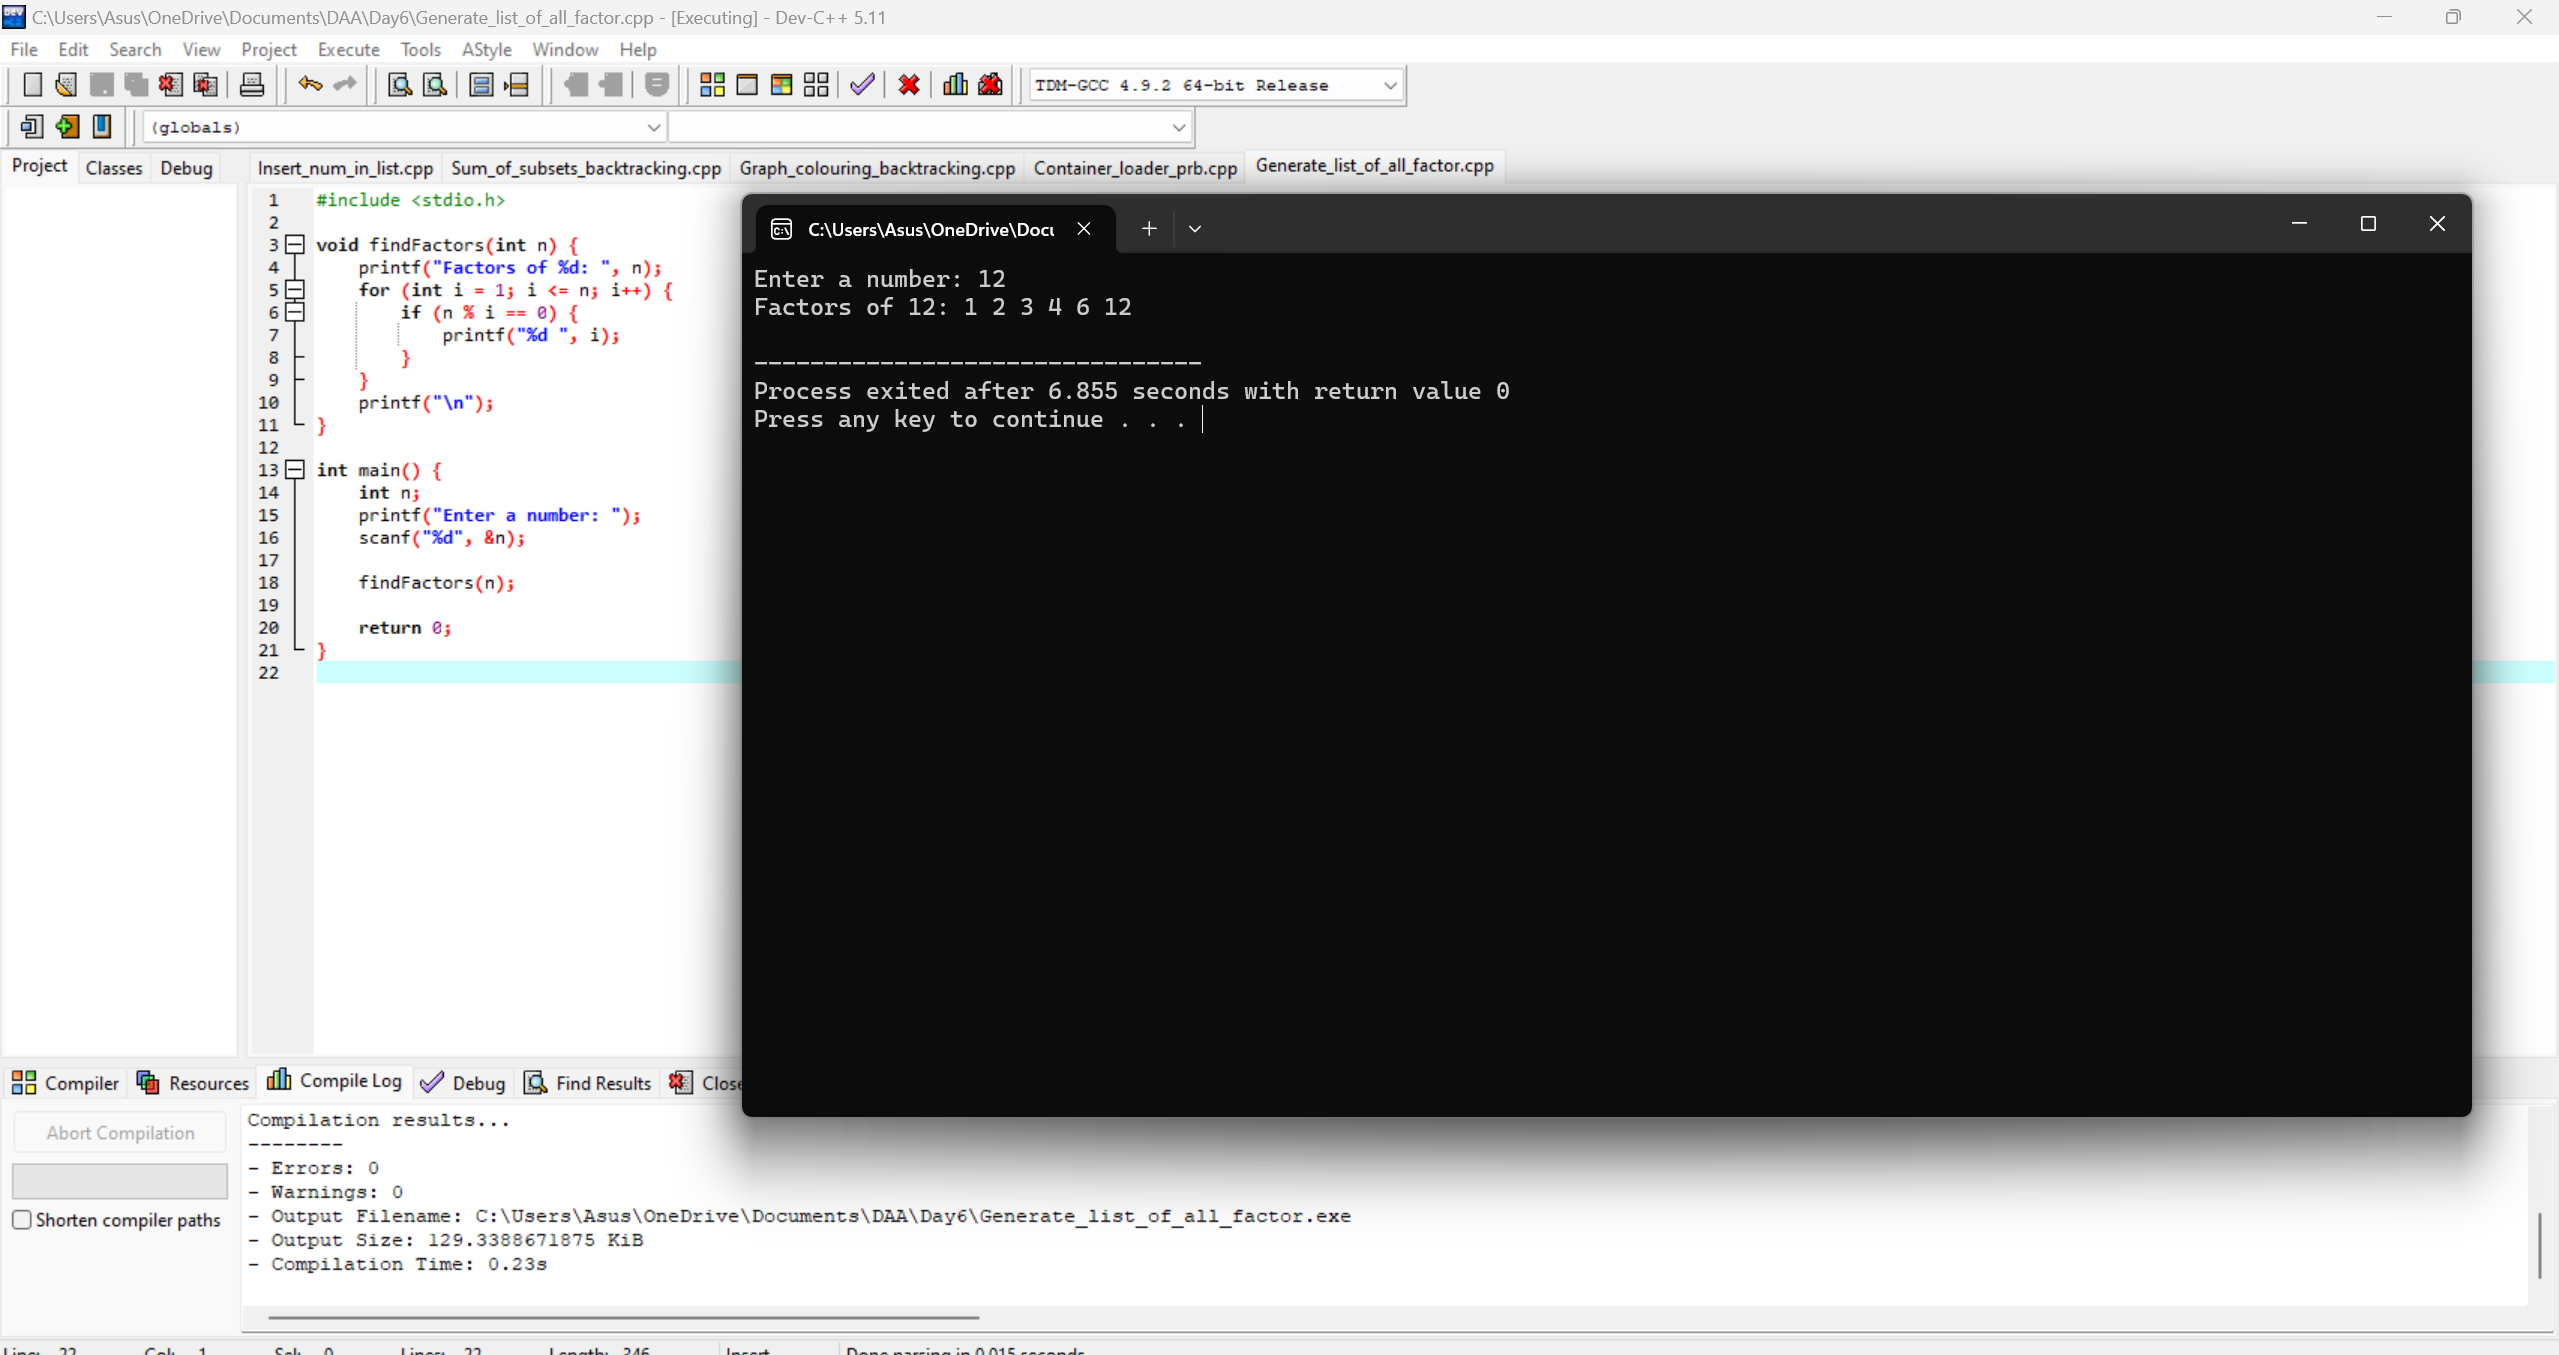 C:\Users\Asus\OneDrive\Documents\DAA\Day6\Generate_list_of_all_factor.cpp - [Executing] - Dev-C++ 5.11
File Edit Search View Project Execute Tools AStyle Window Help
TDM-GCC 4.9.2 64-bit Release
(globals)
Project Classes Debug Insert_num_in_list.cpp Sum_of_subsets_backtracking.cpp Graph_colouring_backtracking.cpp Container_loader_prb.cpp Generate_list_of_all_factor.cpp
1 #include <stdio.h>
2
3 void findFactors(int n) {
4     printf("Factors of %d: ", n);
5     for (int i = 1; i <= n; i++) {
6         if (n % i == 0) {
7             printf("%d ", i);
8         }
9     }
10     printf("\n");
11 }
12
13 int main() {
14     int n;
15     printf("Enter a number: ");
16     scanf("%d", &n);
17
18     findFactors(n);
19
20     return 0;
21 }
22
C:\Users\Asus\OneDrive\Docu
Enter a number: 12
Factors of 12: 1 2 3 4 6 12
--------------------------------
Process exited after 6.855 seconds with return value 0
Press any key to continue . . .
Compiler Resources Compile Log Debug Find Results Close
Abort Compilation
Shorten compiler paths
Compilation results...
--------
- Errors: 0
- Warnings: 0
- Output Filename: C:\Users\Asus\OneDrive\Documents\DAA\Day6\Generate_list_of_all_factor.exe
- Output Size: 129.3388671875 KiB
- Compilation Time: 0.23s
Line: 22 Col: 1 Sel: 0 Lines: 22 Length: 346 Insert Done parsing in 0.015 seconds